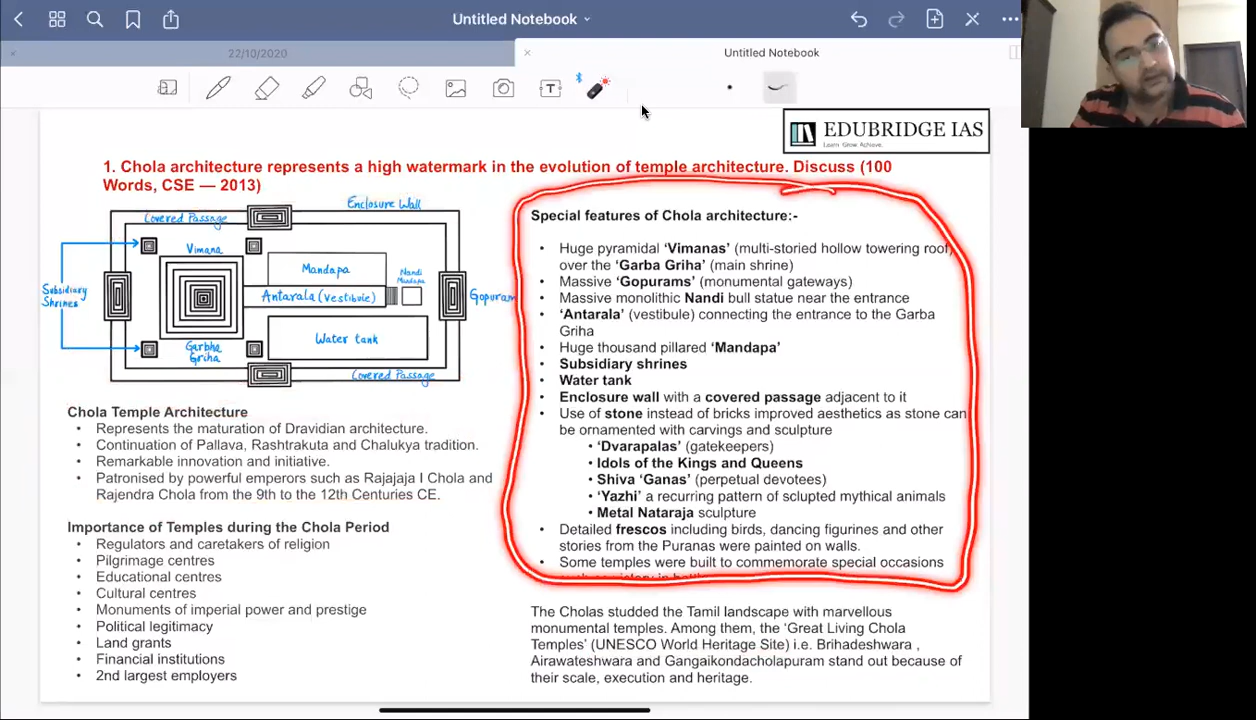 Untitled Notebook
22/10/2020
Untitled Notebook
T
EDUBRIDGE IAS
Learn. Grow. Achieve.
1. Chola architecture represents a high watermark in the evolution of temple architecture. Discuss (100
Words, CSE — 2013)
Enclosure Wall
Covered Passage
Vimana
Mandapa
Nandi
Mandapa
Subsidiary
Shrines
Antarala (Vestibule)
Gopuram
Garbha
Griha
Water tank
Covered Passage
Chola Temple Architecture
• Represents the maturation of Dravidian architecture.
• Continuation of Pallava, Rashtrakuta and Chalukya tradition.
• Remarkable innovation and initiative.
• Patronised by powerful emperors such as Rajajaja I Chola and
Rajendra Chola from the 9th to the 12th Centuries CE.
Importance of Temples during the Chola Period
• Regulators and caretakers of religion
• Pilgrimage centres
• Educational centres
• Cultural centres
• Monuments of imperial power and prestige
• Political legitimacy
• Land grants
• Financial institutions
• 2nd largest employers
Special features of Chola architecture:-
• Huge pyramidal ‘Vimanas’ (multi-storied hollow towering roof)
over the ‘Garba Griha’ (main shrine)
• Massive ‘Gopurams’ (monumental gateways)
• Massive monolithic Nandi bull statue near the entrance
• ‘Antarala’ (vestibule) connecting the entrance to the Garba
Griha
• Huge thousand pillared ‘Mandapa’
• Subsidiary shrines
• Water tank
• Enclosure wall with a covered passage adjacent to it
• Use of stone instead of bricks improved aesthetics as stone can
be ornamented with carvings and sculpture
• ‘Dvarapalas’ (gatekeepers)
• Idols of the Kings and Queens
• Shiva ‘Ganas’ (perpetual devotees)
• ‘Yazhi’ a recurring pattern of sclupted mythical animals
• Metal Nataraja sculpture
• Detailed frescos including birds, dancing figurines and other
stories from the Puranas were painted on walls.
• Some temples were built to commemorate special occasions
The Cholas studded the Tamil landscape with marvellous
monumental temples. Among them, the ‘Great Living Chola
Temples’ (UNESCO World Heritage Site) i.e. Brihadeshwara ,
Airawateshwara and Gangaikondacholapuram stand out because of
their scale, execution and heritage.